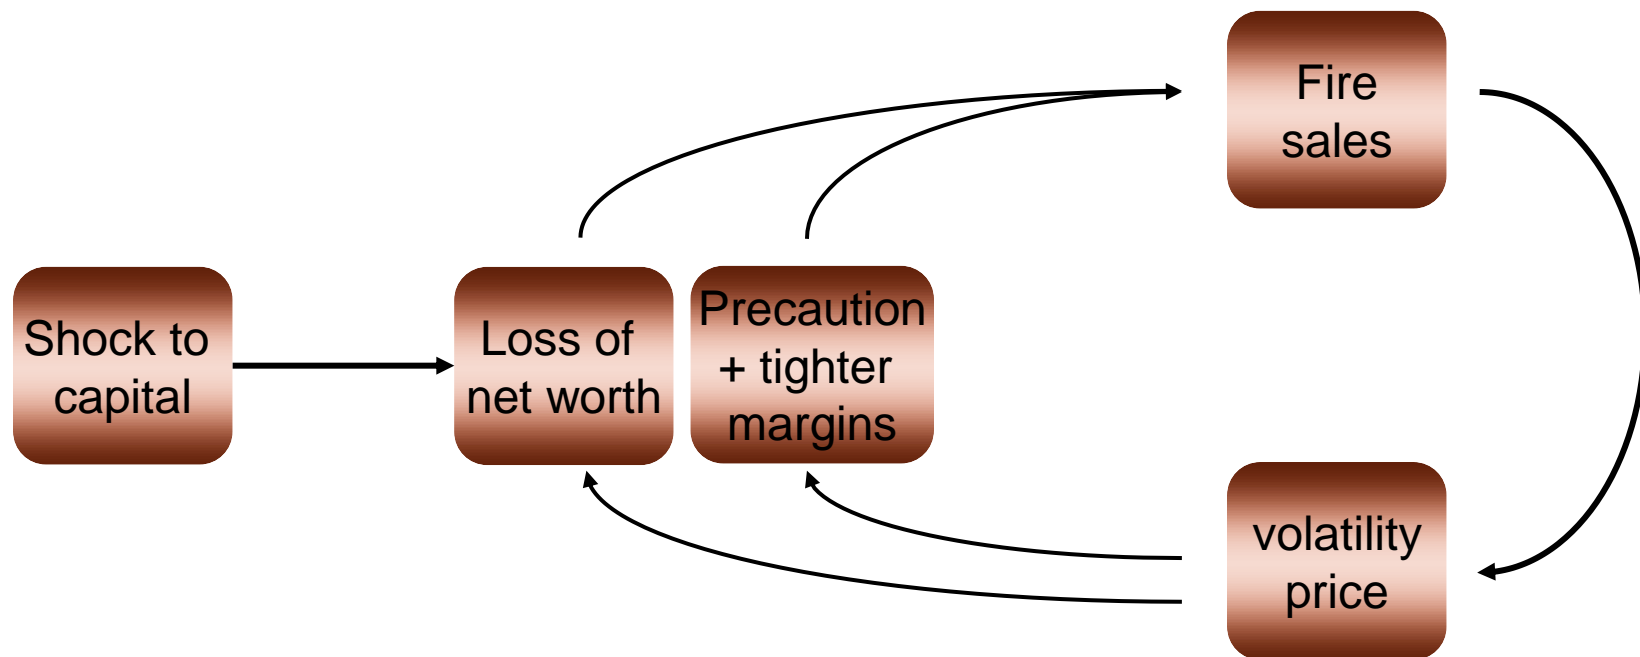 Fire
sales
Shock to
capital
Loss of
net worth
Precaution
+ tighter
margins
volatility
price